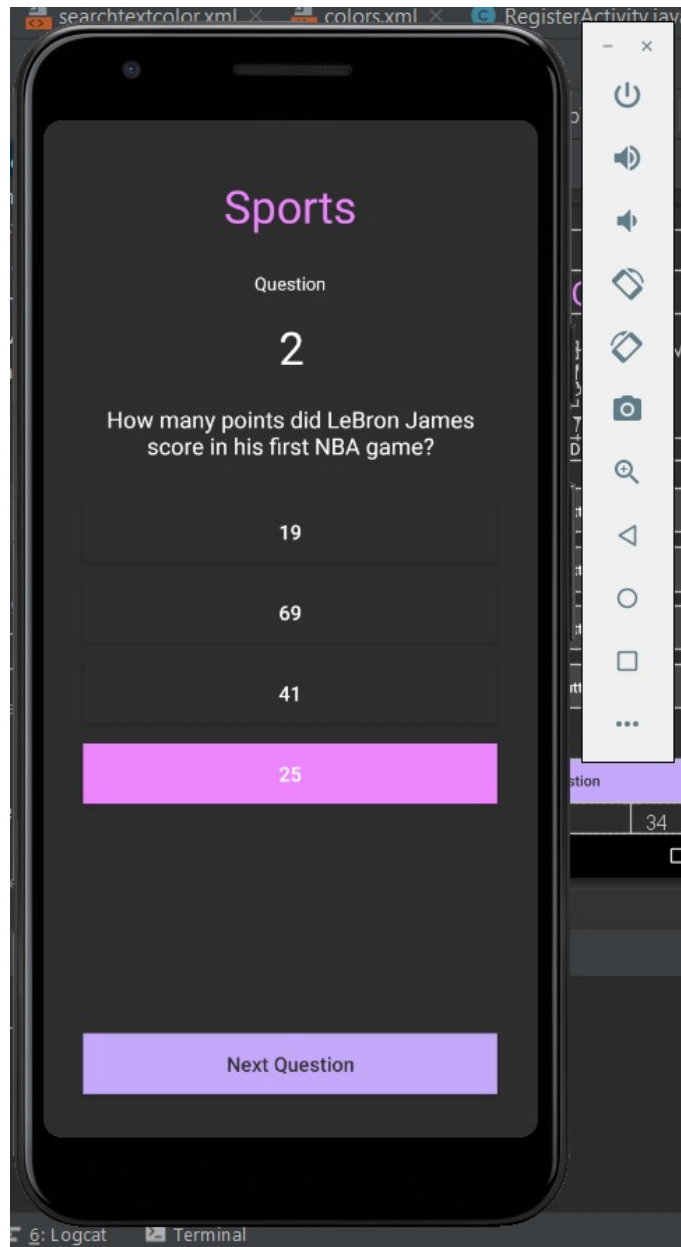 searchtextcolor.xml
colors.xml
RegisterActivity.java
Sports
Question
2
How many points did LeBron James
score in his first NBA game?
19
69
41
25
stion
34
Next Question
6: Logcat
Terminal